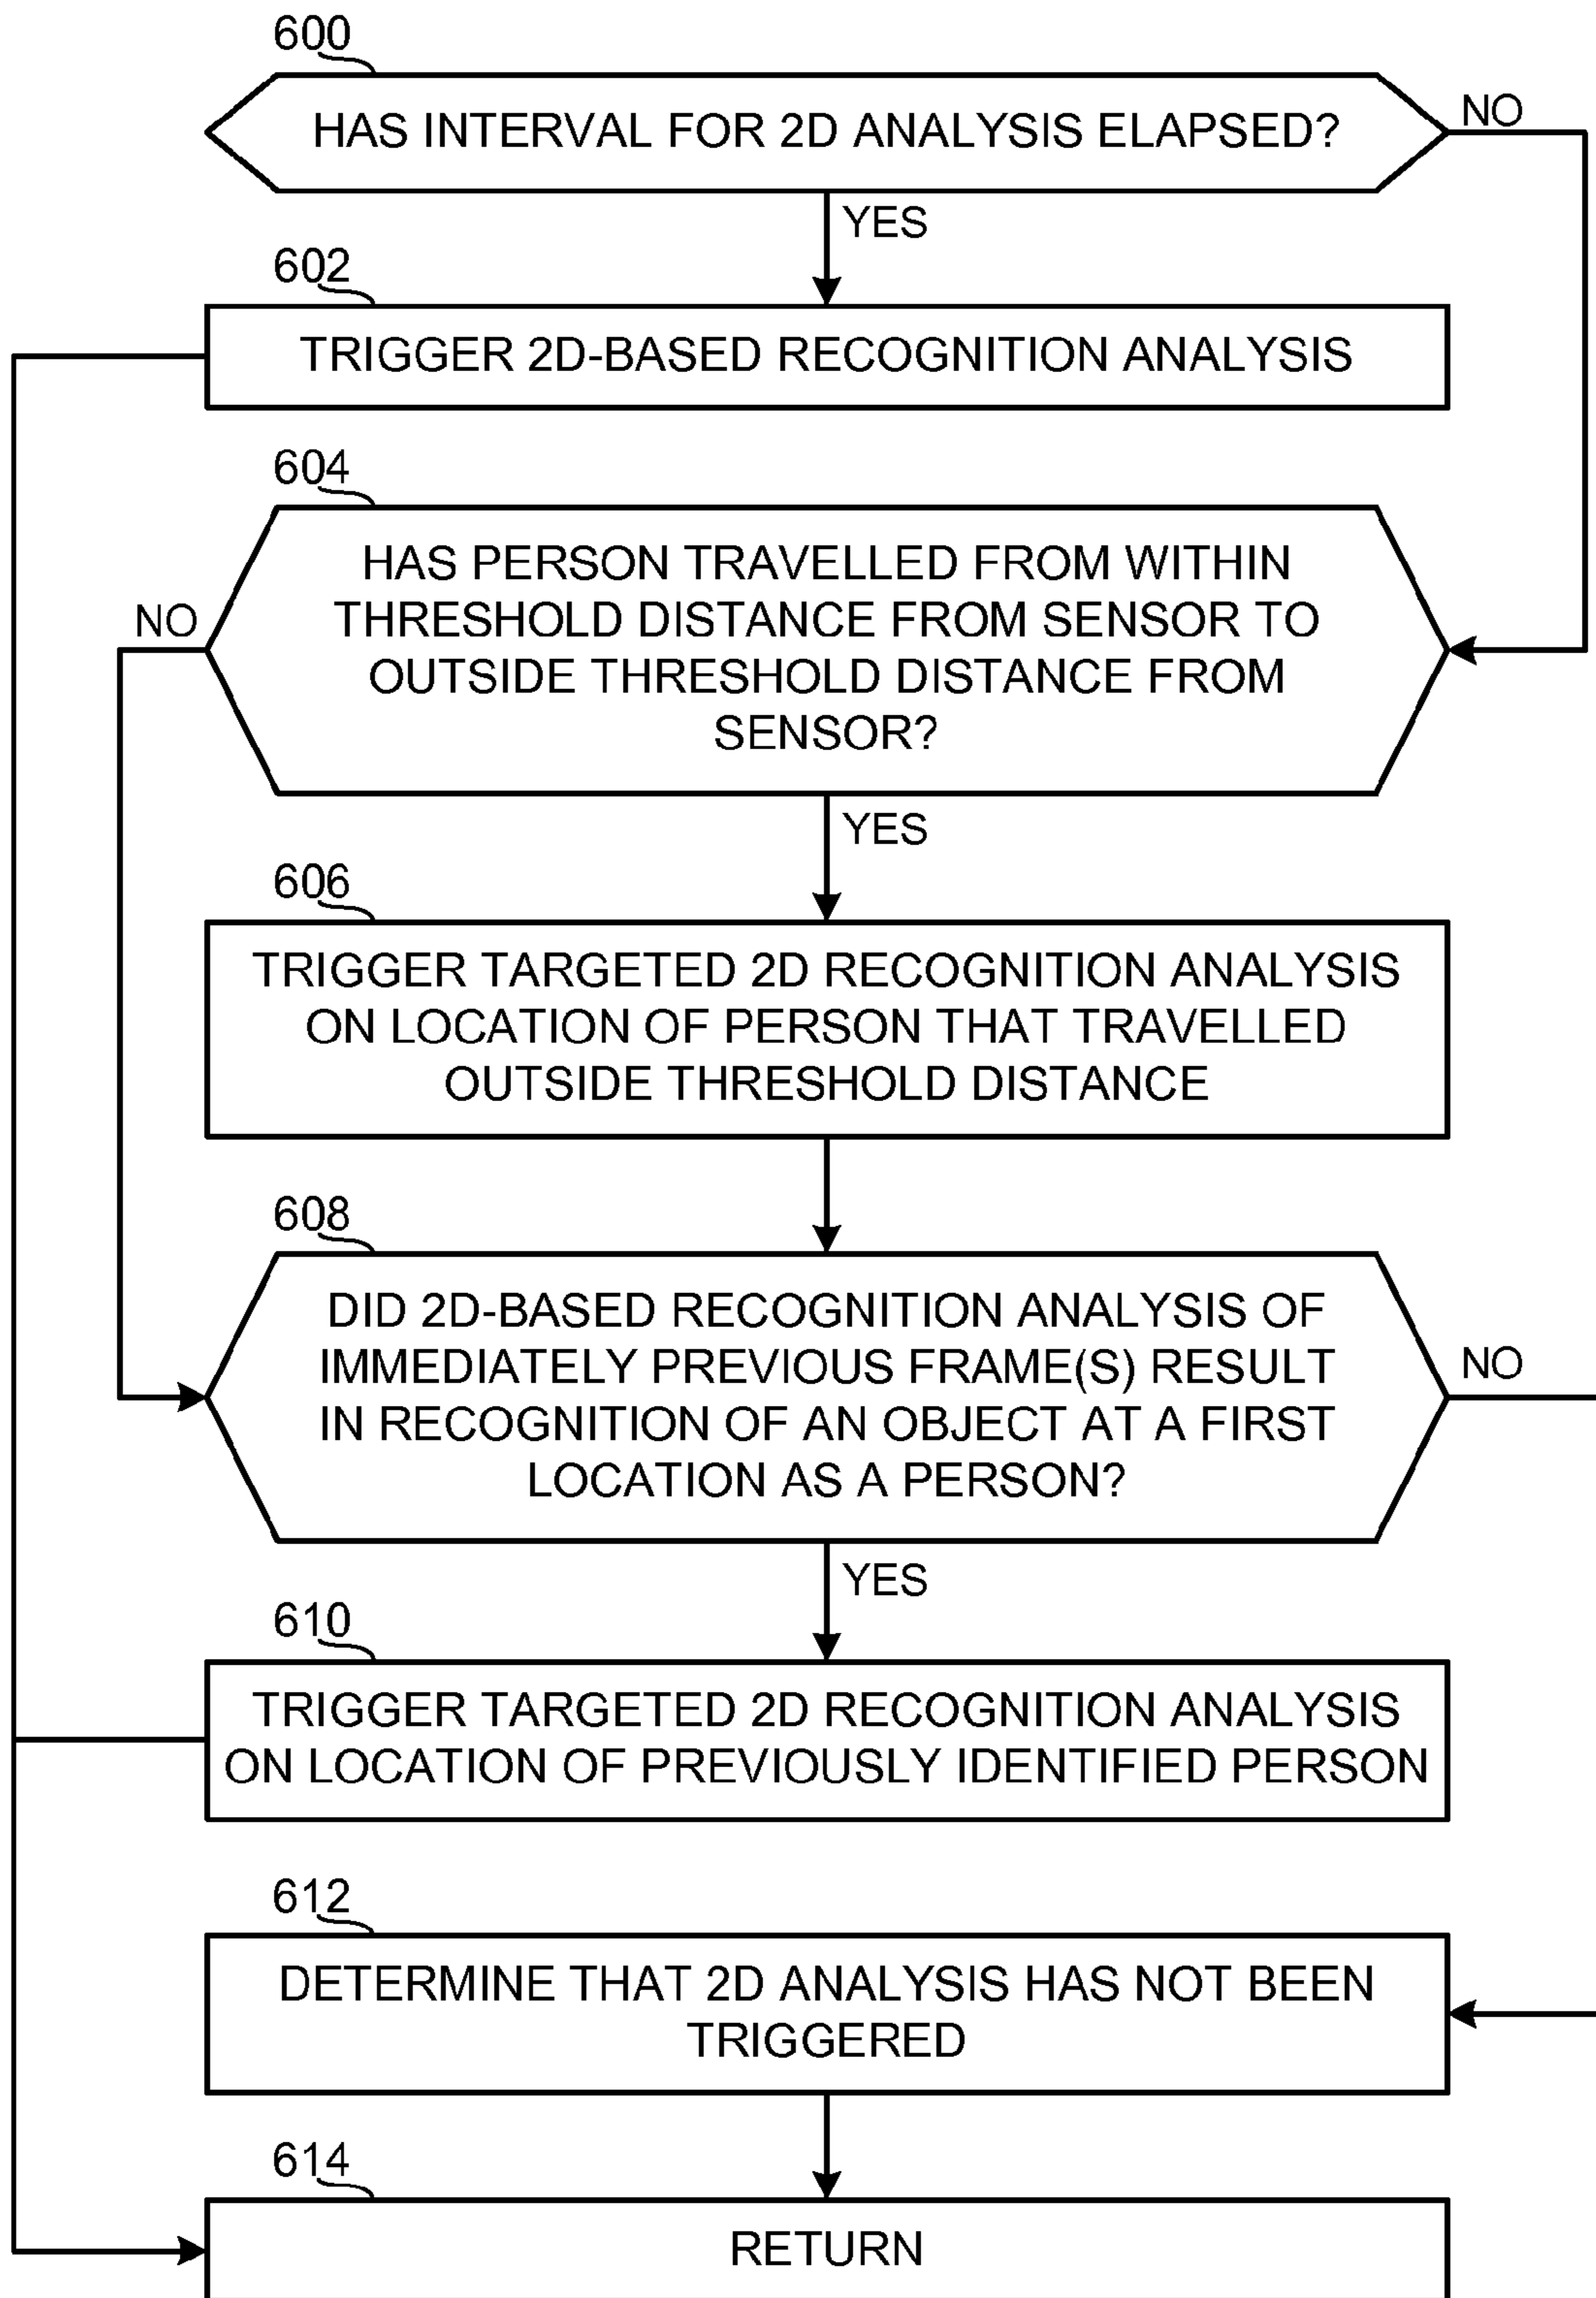 600
HAS INTERVAL FOR 2D ANALYSIS ELAPSED?
NO
YES
602
TRIGGER 2D-BASED RECOGNITION ANALYSIS
604
HAS PERSON TRAVELLED FROM WITHIN
THRESHOLD DISTANCE FROM SENSOR TO
OUTSIDE THRESHOLD DISTANCE FROM
SENSOR?
NO
YES
606
TRIGGER TARGETED 2D RECOGNITION ANALYSIS
ON LOCATION OF PERSON THAT TRAVELLED
OUTSIDE THRESHOLD DISTANCE
608
DID 2D-BASED RECOGNITION ANALYSIS OF
IMMEDIATELY PREVIOUS FRAME(S) RESULT
IN RECOGNITION OF AN OBJECT AT A FIRST
LOCATION AS A PERSON?
NO
YES
610
TRIGGER TARGETED 2D RECOGNITION ANALYSIS
ON LOCATION OF PREVIOUSLY IDENTIFIED PERSON
612
DETERMINE THAT 2D ANALYSIS HAS NOT BEEN
TRIGGERED
614
RETURN